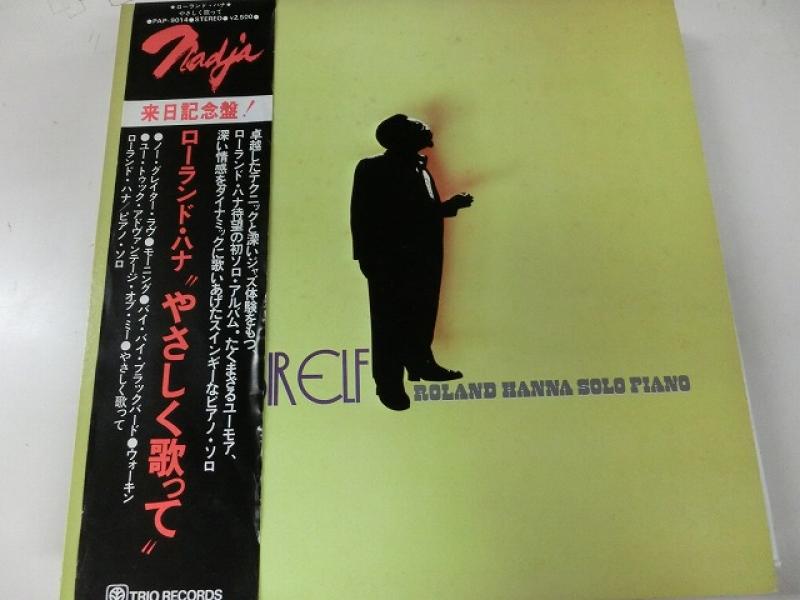 ●ローランド・ハナ●
やさしく歌って
●PAP-9014●STEREO●¥2,500●
Nadja
来日記念盤!
卓越したテクニックと深いジャズ体験をもつ、
ローランド・ハナ待望の初ソロ・アルバム。たくまざるユーモア、
深い情感をダイナミックに歌いあげたスインギーなピアノ・ソロ
ローランド・ハナ〝やさしく歌って〟
●ノー・グレイター・ラヴ●モーニング●バイ・バイ・ブラックバード●ウォーキン
●ユー・トゥック・アドヴァンテージ・オブ・ミー●やさしく歌って
ローランド・ハナ/ピアノ・ソロ
TRIO RECORDS
IR ELF
ROLAND HANNA SOLO PIANO